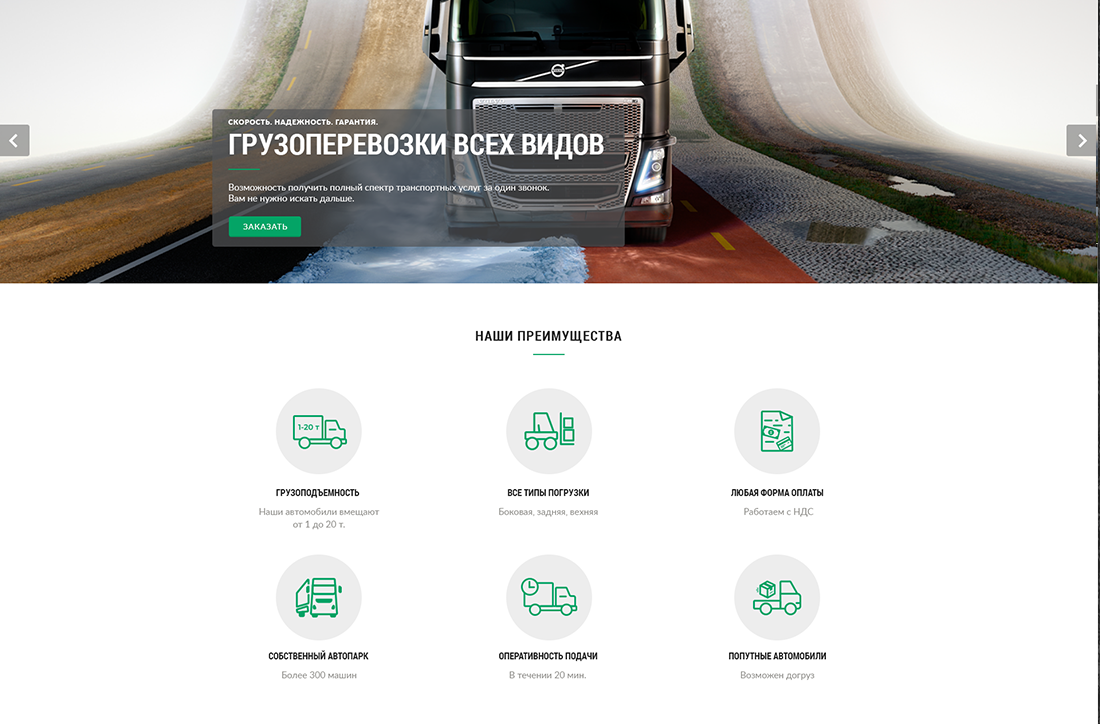 СКОРОСТЬ. НАДЕЖНОСТЬ. ГАРАНТИЯ.
ГРУЗОПЕРЕВОЗКИ ВСЕХ ВИДОВ
Возможность получить полный спектр транспортных услуг за один звонок.
Вам не нужно искать дальше.
ЗАКАЗАТЬ
НАШИ ПРЕИМУЩЕСТВА
1-20 т
ГРУЗОПОДЪЕМНОСТЬ
Наши автомобили вмещают
от 1 до 20 т.
ВСЕ ТИПЫ ПОГРУЗКИ
Боковая, задняя, вехняя
ЛЮБАЯ ФОРМА ОПЛАТЫ
Работаем с НДС
СОБСТВЕННЫЙ АВТОПАРК
Более 300 машин
ОПЕРАТИВНОСТЬ ПОДАЧИ
В течении 20 мин.
ПОПУТНЫЕ АВТОМОБИЛИ
Возможен догруз